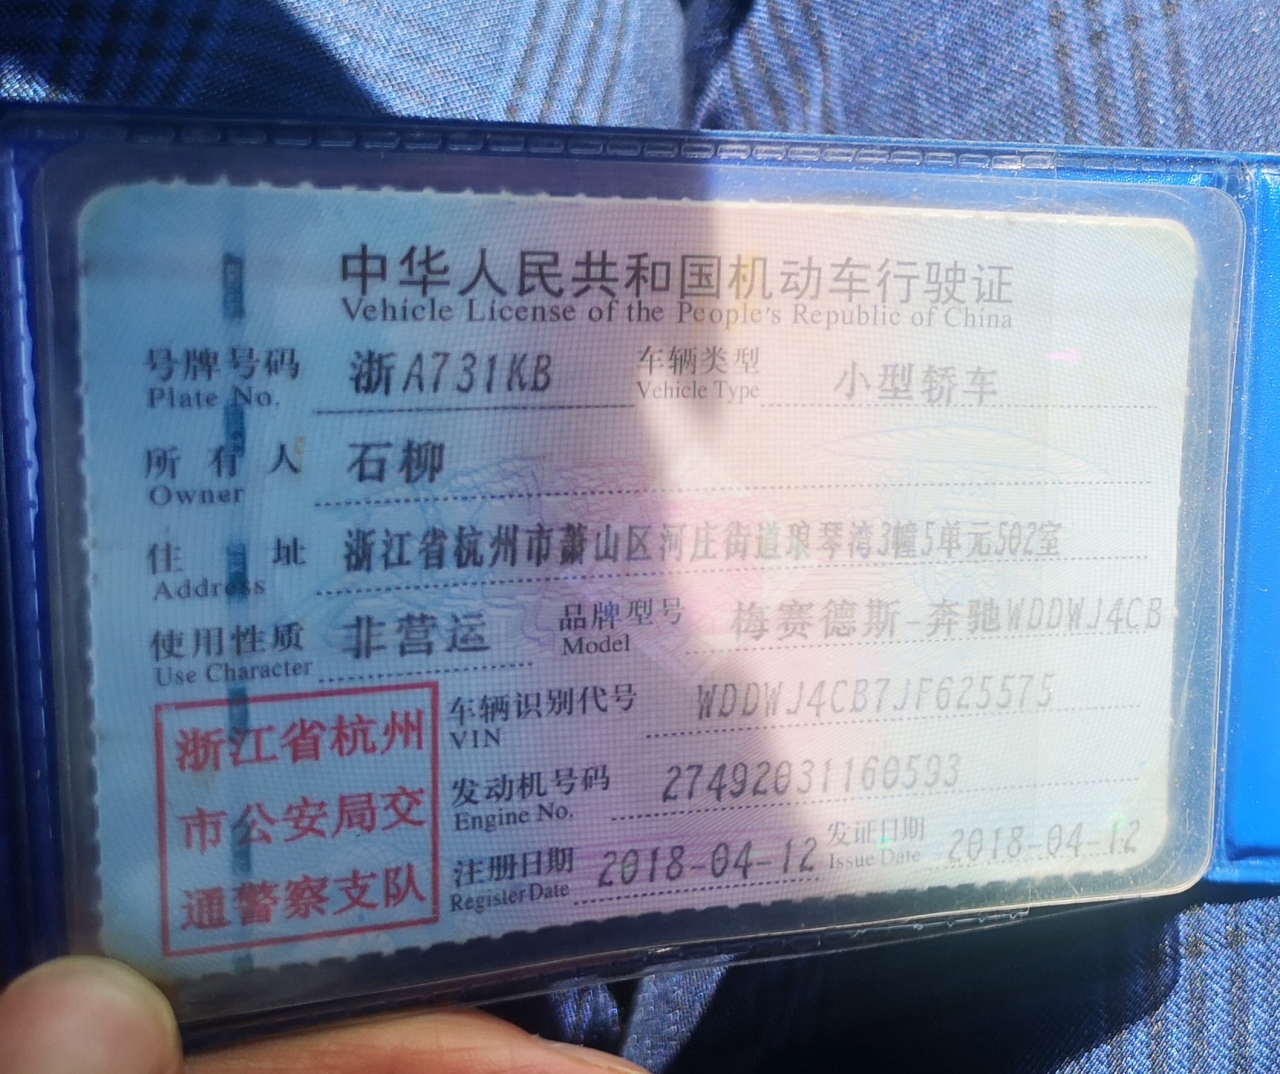 中华人民共和国机动车行驶证
Vehicle License of the People's Republic of China
号牌号码 浙A731KB 车辆类型 小型轿车
Plate No. Vehicle Type
所有人 石柳
Owner
住址 浙江省杭州市萧山区河庄街道琅琴湾3幢5单元502室
Address
使用性质 非营运 品牌型号 梅赛德斯-奔驰WDDWJ4CB
Use Character Model
浙江省杭州
市公安局交
通警察支队
车辆识别代号 WDDWJ4CB7JF625575
VIN
发动机号码 27492031160593
Engine No.
注册日期 2018-04-12 发证日期 2018-04-12
Register Date Issue Date